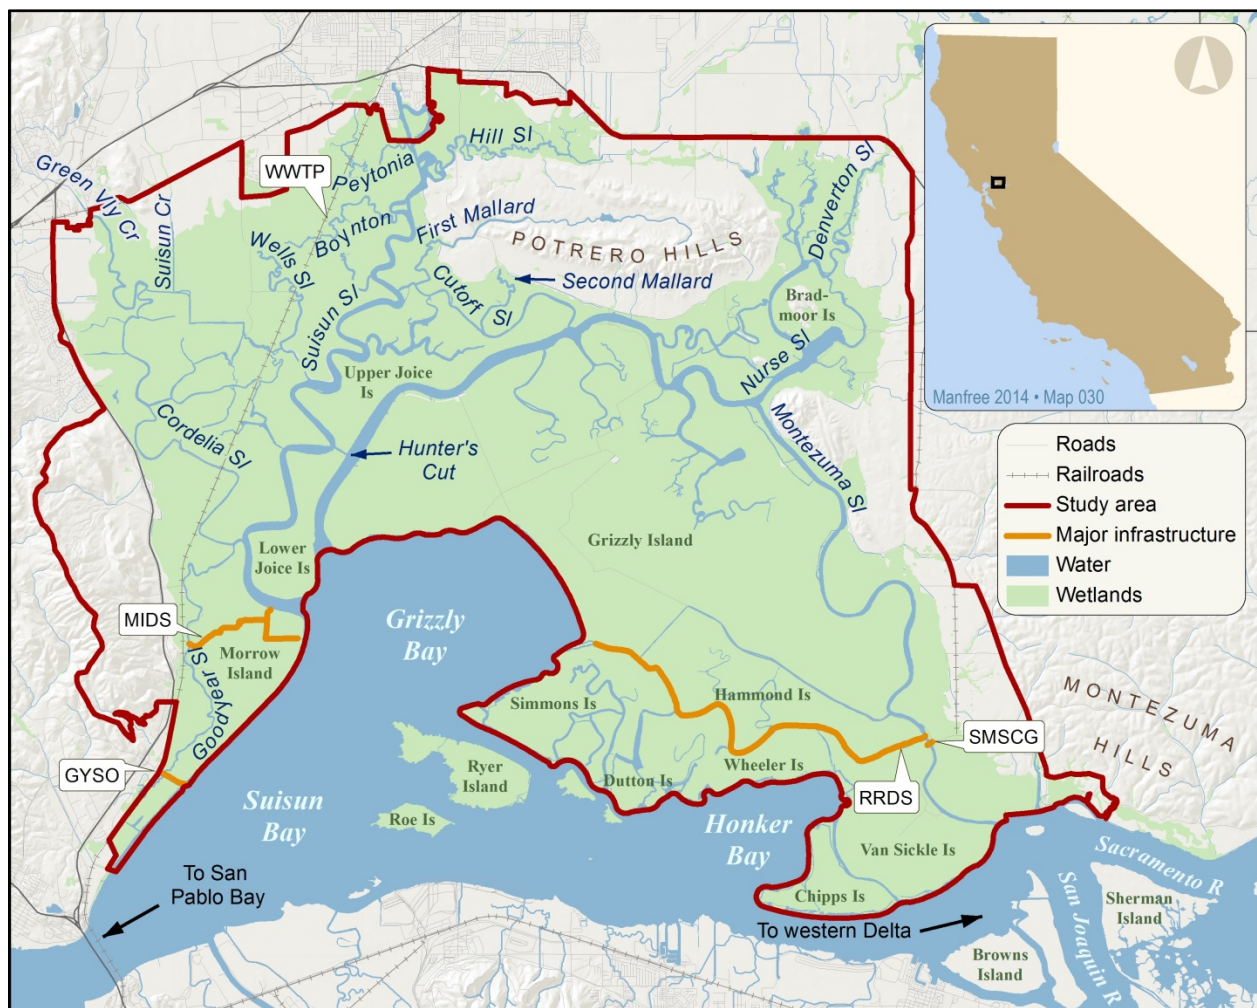 Green Vly Cr
Suisun Cr
WWTP
Peytonia
Hill Sl
Boynton
First Mallard
Wells Sl
POTRERO HILLS
Denverton Sl
Second Mallard
Cutoff Sl
Suisun Sl
Brad-
moor Is
Nurse Sl
Upper Joice
Is
Cordelia Sl
Hunter's
Cut
Montezuma Sl
Manfree 2014 • Map 030
Roads
Railroads
Study area
Major infrastructure
Water
Wetlands
Grizzly Island
Lower
Joice Is
MIDS
Morrow
Island
Goodyear Sl
Grizzly
Bay
Simmons Is
Hammond Is
MONTEZUMA
HILLS
SMSCG
GYSO
Ryer
Island
Dutton Is
Wheeler Is
RRDS
Suisun
Bay
Roe Is
Honker
Bay
Van Sickle Is
Chipps Is
To San
Pablo Bay
To western Delta
Sacramento R
San Joaquin R
Sherman
Island
Browns
Island